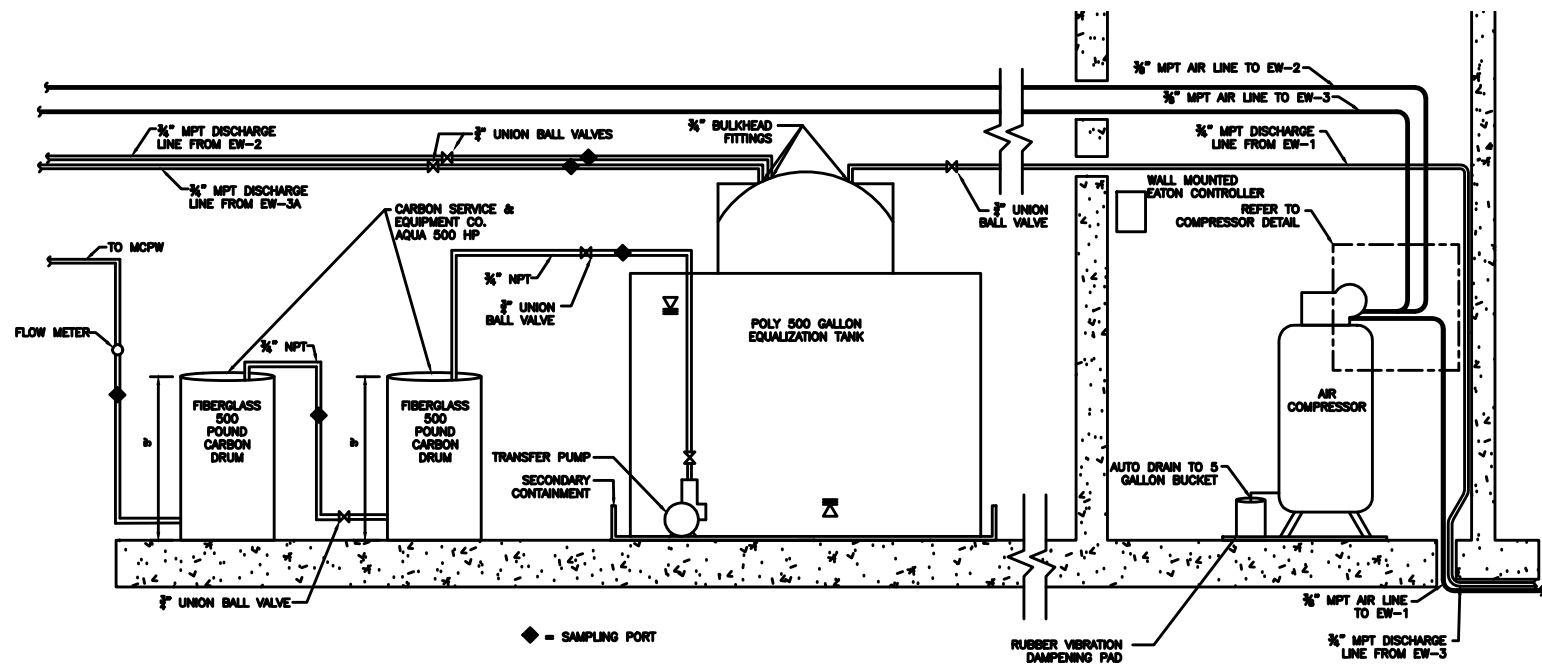 ⅜" MPT AIR LINE TO EW-2
⅜" MPT AIR LINE TO EW-3
¾" MPT DISCHARGE
LINE FROM EW-2
¾" UNION BALL VALVES
¾" BULKHEAD
FITTINGS
¾" MPT DISCHARGE
LINE FROM EW-1
¾" MPT DISCHARGE
LINE FROM EW-3A
WALL MOUNTED
EATON CONTROLLER
CARBON SERVICE &
EQUIPMENT CO.
AQUA 500 HP
¾" UNION
BALL VALVE
REFER TO
COMPRESSOR DETAIL
TO MCPW
¾" NPT
¾" UNION
BALL VALVE
POLY 500 GALLON
EQUALIZATION TANK
FLOW METER
¾" NPT
FIBERGLASS
500
POUND
CARBON
DRUM
5'
FIBERGLASS
500
POUND
CARBON
DRUM
5'
AIR
COMPRESSOR
TRANSFER PUMP
SECONDARY
CONTAINMENT
AUTO DRAIN TO 5
GALLON BUCKET
¾" UNION BALL VALVE
⅜" MPT AIR LINE
TO EW-1
= SAMPLING PORT
RUBBER VIBRATION
DAMPENING PAD
¾" MPT DISCHARGE
LINE FROM EW-3